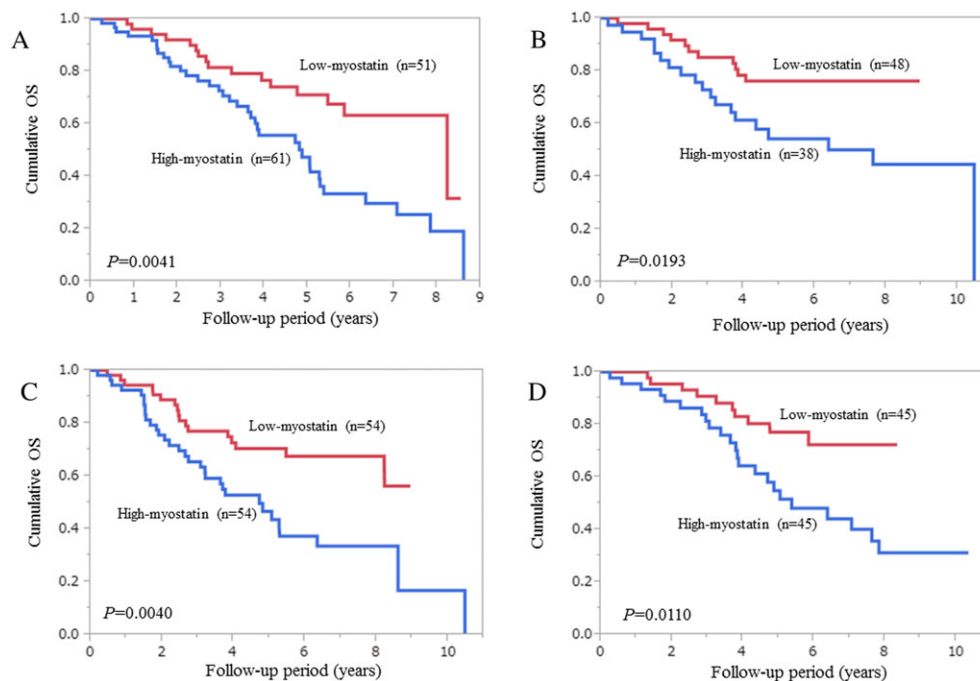 A
Cumulative OS
1.0
0.8
0.6
0.4
0.2
0.0
Low-myostatin (n=51)
High-myostatin (n=61)
P=0.0041
0 1 2 3 4 5 6 7 8 9
Follow-up period (years)
B
Cumulative OS
1.0
0.8
0.6
0.4
0.2
0.0
Low-myostatin (n=48)
High-myostatin (n=38)
P=0.0193
0 2 4 6 8 10
Follow-up period (years)
C
Cumulative OS
1.0
0.8
0.6
0.4
0.2
0.0
Low-myostatin (n=54)
High-myostatin (n=54)
P=0.0040
0 2 4 6 8 10
Follow-up period (years)
D
Cumulative OS
1.0
0.8
0.6
0.4
0.2
0.0
Low-myostatin (n=45)
High-myostatin (n=45)
P=0.0110
0 2 4 6 8 10
Follow-up period (years)